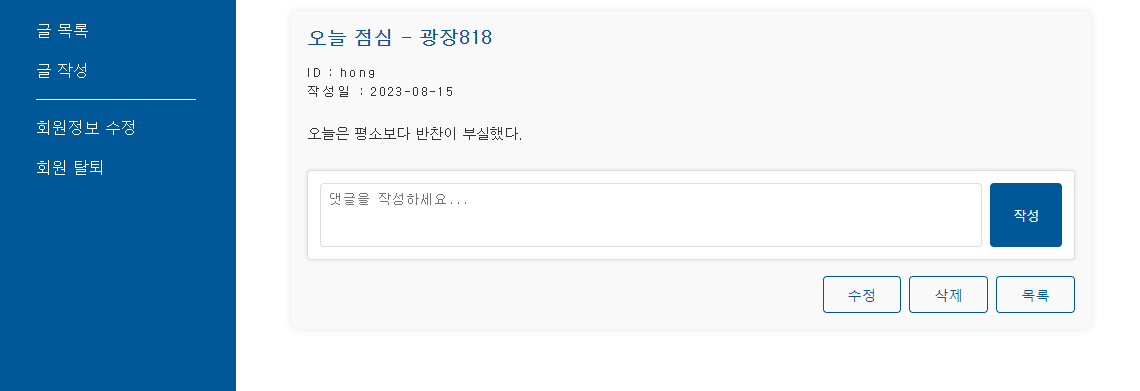 글 목록
글 작성
회원정보 수정
회원 탈퇴
오늘 점심 - 광장818
ID : hong
작성일 : 2023-08-15
오늘은 평소보다 반찬이 부실했다.
댓글을 작성하세요...
작성
수정 삭제 목록